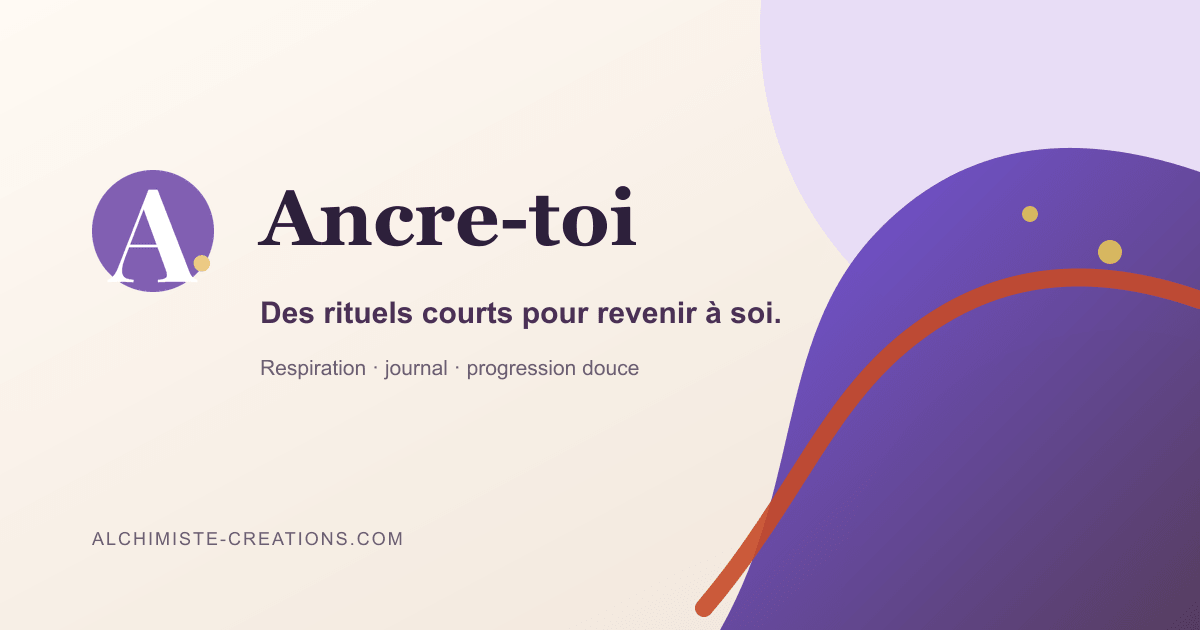 A
Ancre-toi
Des rituels courts pour revenir à soi.
Respiration · journal · progression douce
ALCHIMISTE-CREATIONS.COM